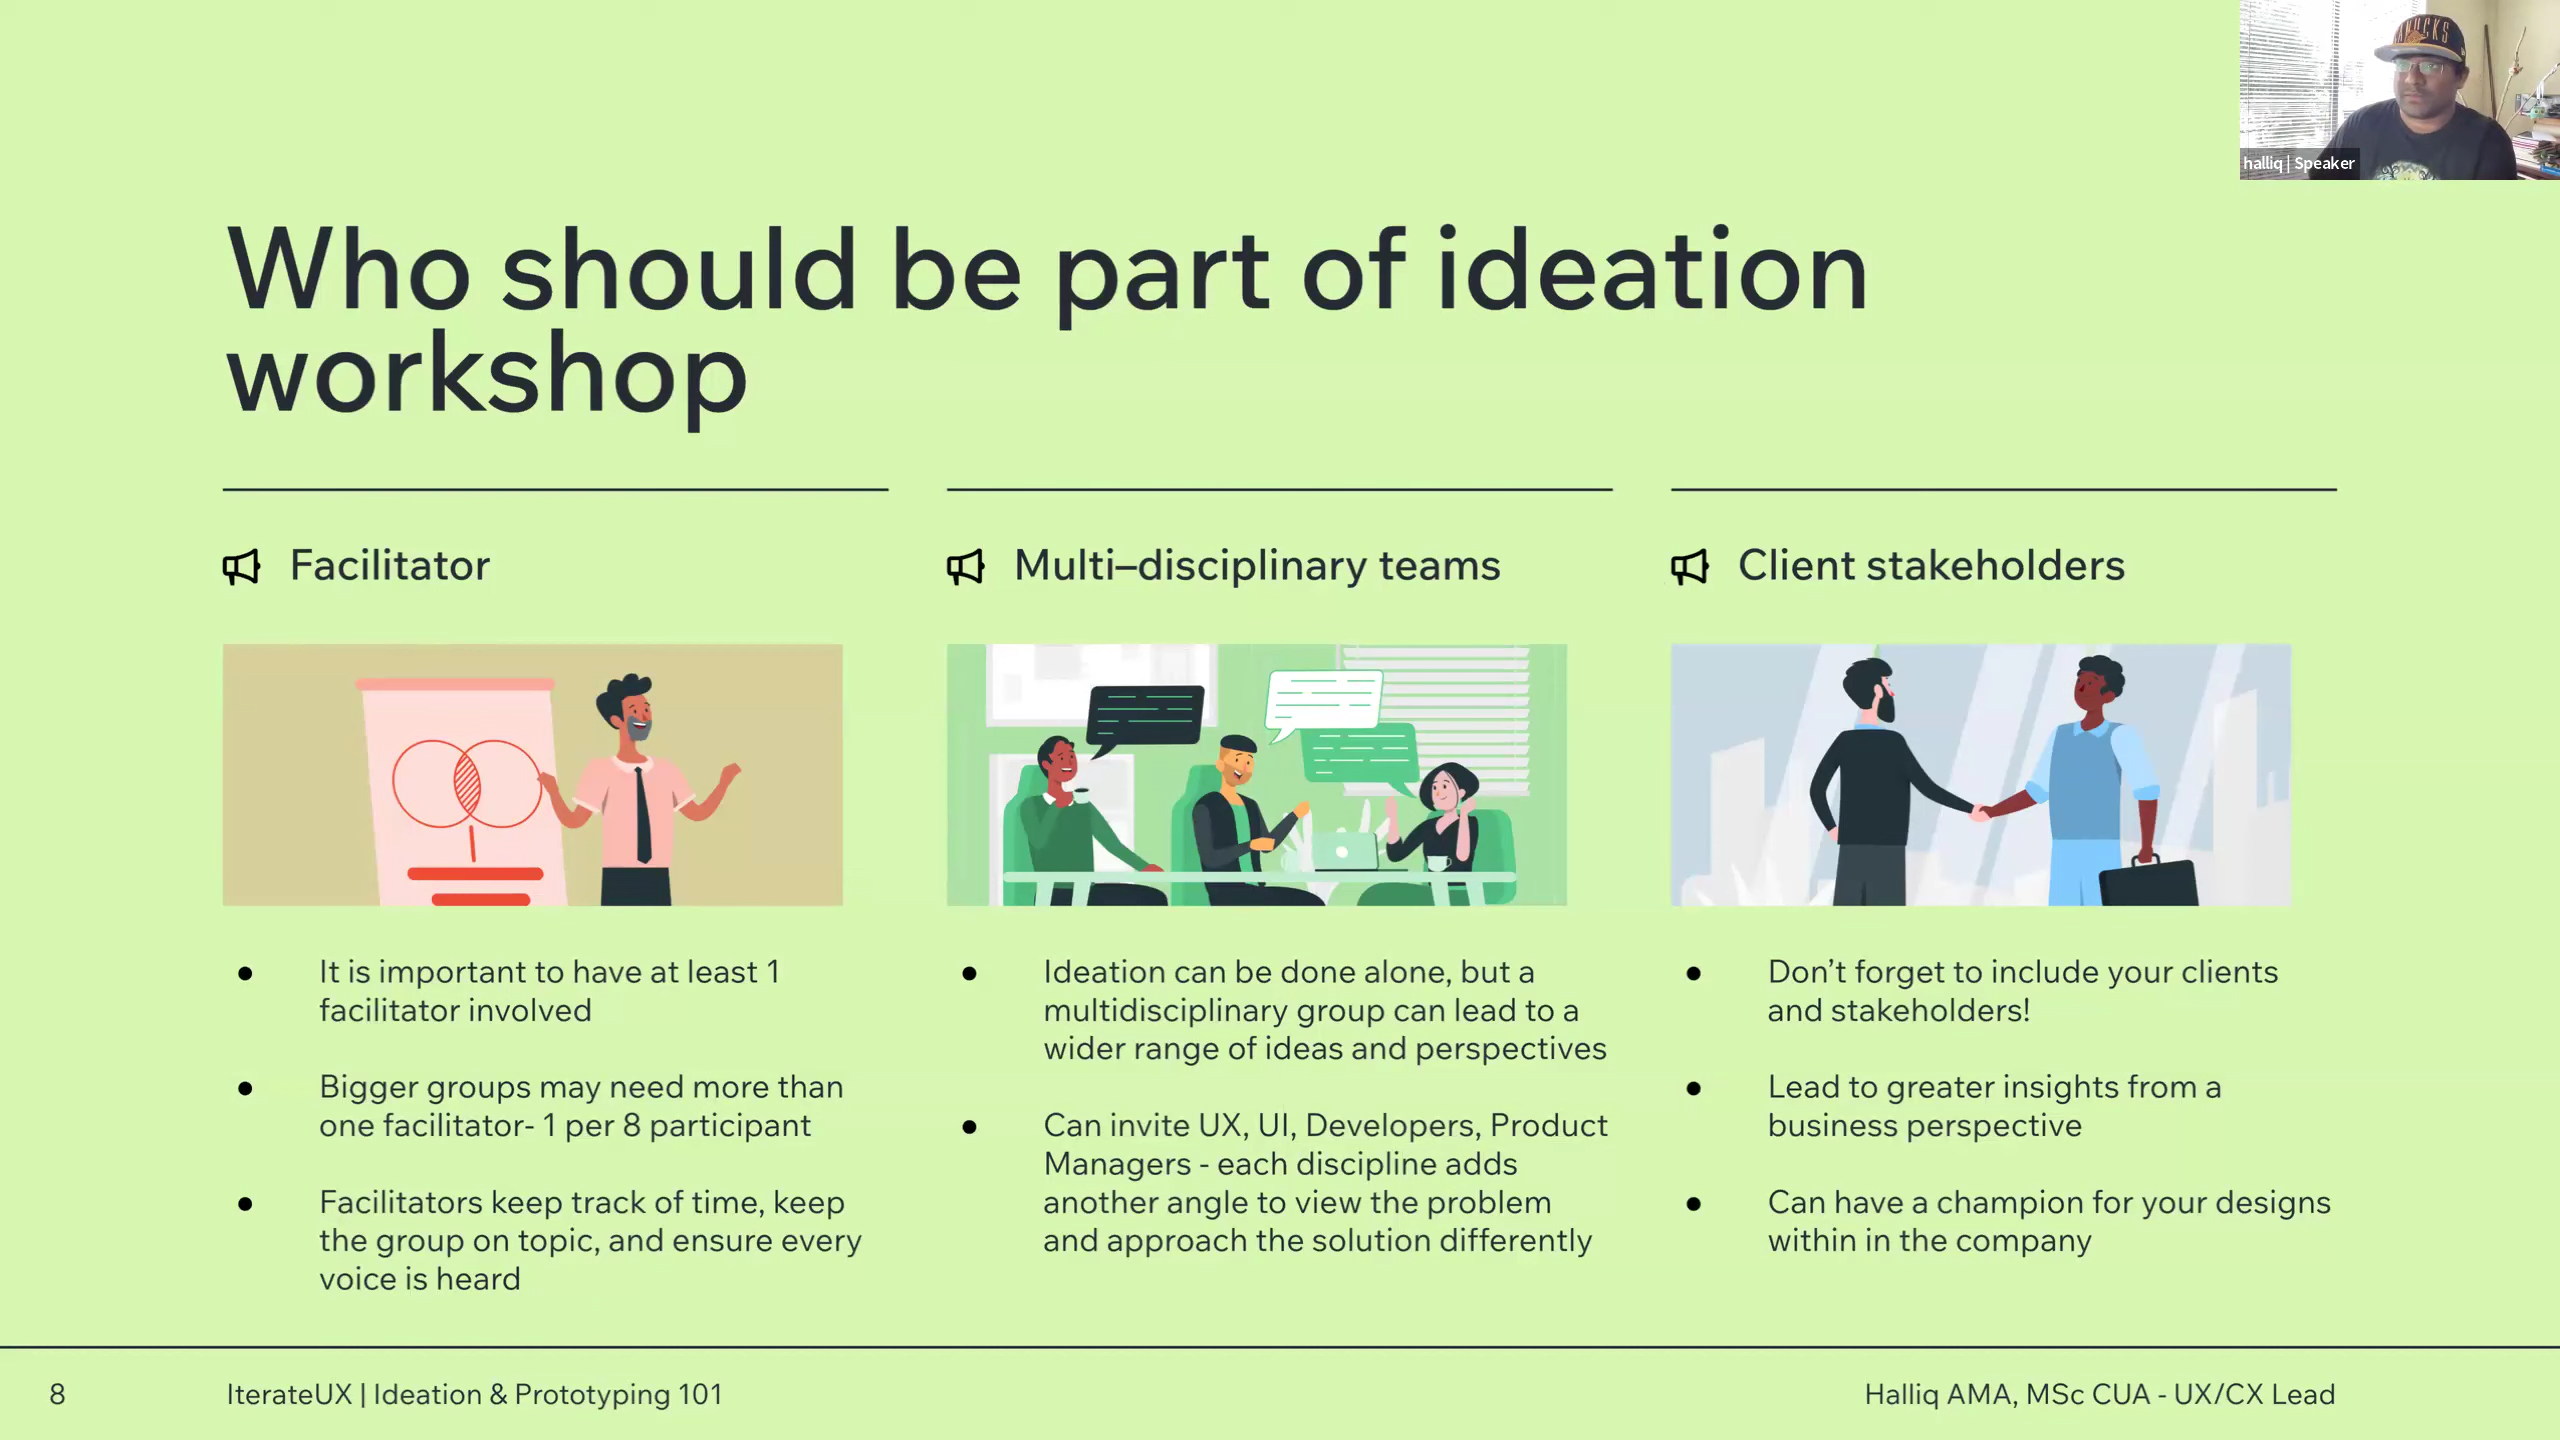 halliq | Speaker
Who should be part of ideation
workshop
Facilitator
It is important to have at least 1
facilitator involved
Bigger groups may need more than
one facilitator- 1 per 8 participant
Facilitators keep track of time, keep
the group on topic, and ensure every
voice is heard
Multi–disciplinary teams
Ideation can be done alone, but a
multidisciplinary group can lead to a
wider range of ideas and perspectives
Can invite UX, UI, Developers, Product
Managers - each discipline adds
another angle to view the problem
and approach the solution differently
Client stakeholders
Don’t forget to include your clients
and stakeholders!
Lead to greater insights from a
business perspective
Can have a champion for your designs
within in the company
8
IterateUX | Ideation & Prototyping 101
Halliq AMA, MSc CUA - UX/CX Lead